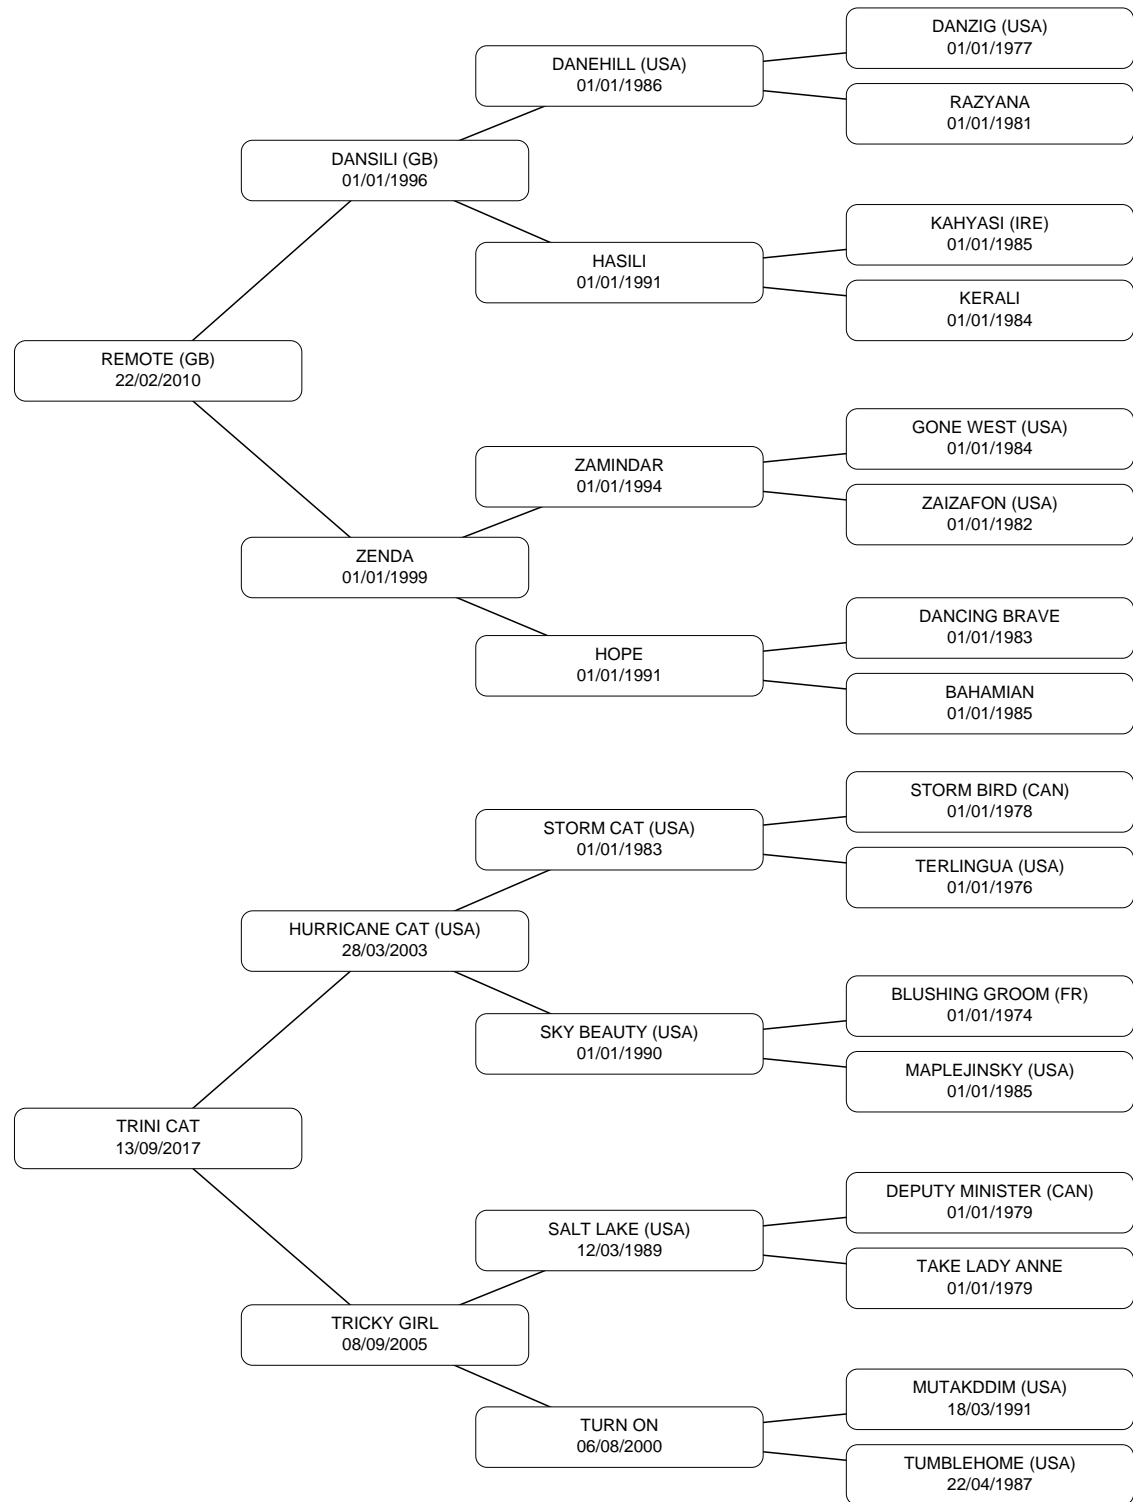 DANZIG (USA)
01/01/1977
DANEHILL (USA)
01/01/1986
RAZYANA
01/01/1981
DANSILI (GB)
01/01/1996
KAHYASI (IRE)
01/01/1985
HASILI
01/01/1991
KERALI
01/01/1984
REMOTE (GB)
22/02/2010
GONE WEST (USA)
01/01/1984
ZAMINDAR
01/01/1994
ZAIZAFON (USA)
01/01/1982
ZENDA
01/01/1999
DANCING BRAVE
01/01/1983
HOPE
01/01/1991
BAHAMIAN
01/01/1985
STORM BIRD (CAN)
01/01/1978
STORM CAT (USA)
01/01/1983
TERLINGUA (USA)
01/01/1976
HURRICANE CAT (USA)
28/03/2003
BLUSHING GROOM (FR)
01/01/1974
SKY BEAUTY (USA)
01/01/1990
MAPLEJINSKY (USA)
01/01/1985
TRINI CAT
13/09/2017
DEPUTY MINISTER (CAN)
01/01/1979
SALT LAKE (USA)
12/03/1989
TAKE LADY ANNE
01/01/1979
TRICKY GIRL
08/09/2005
MUTAKDDIM (USA)
18/03/1991
TURN ON
06/08/2000
TUMBLEHOME (USA)
22/04/1987